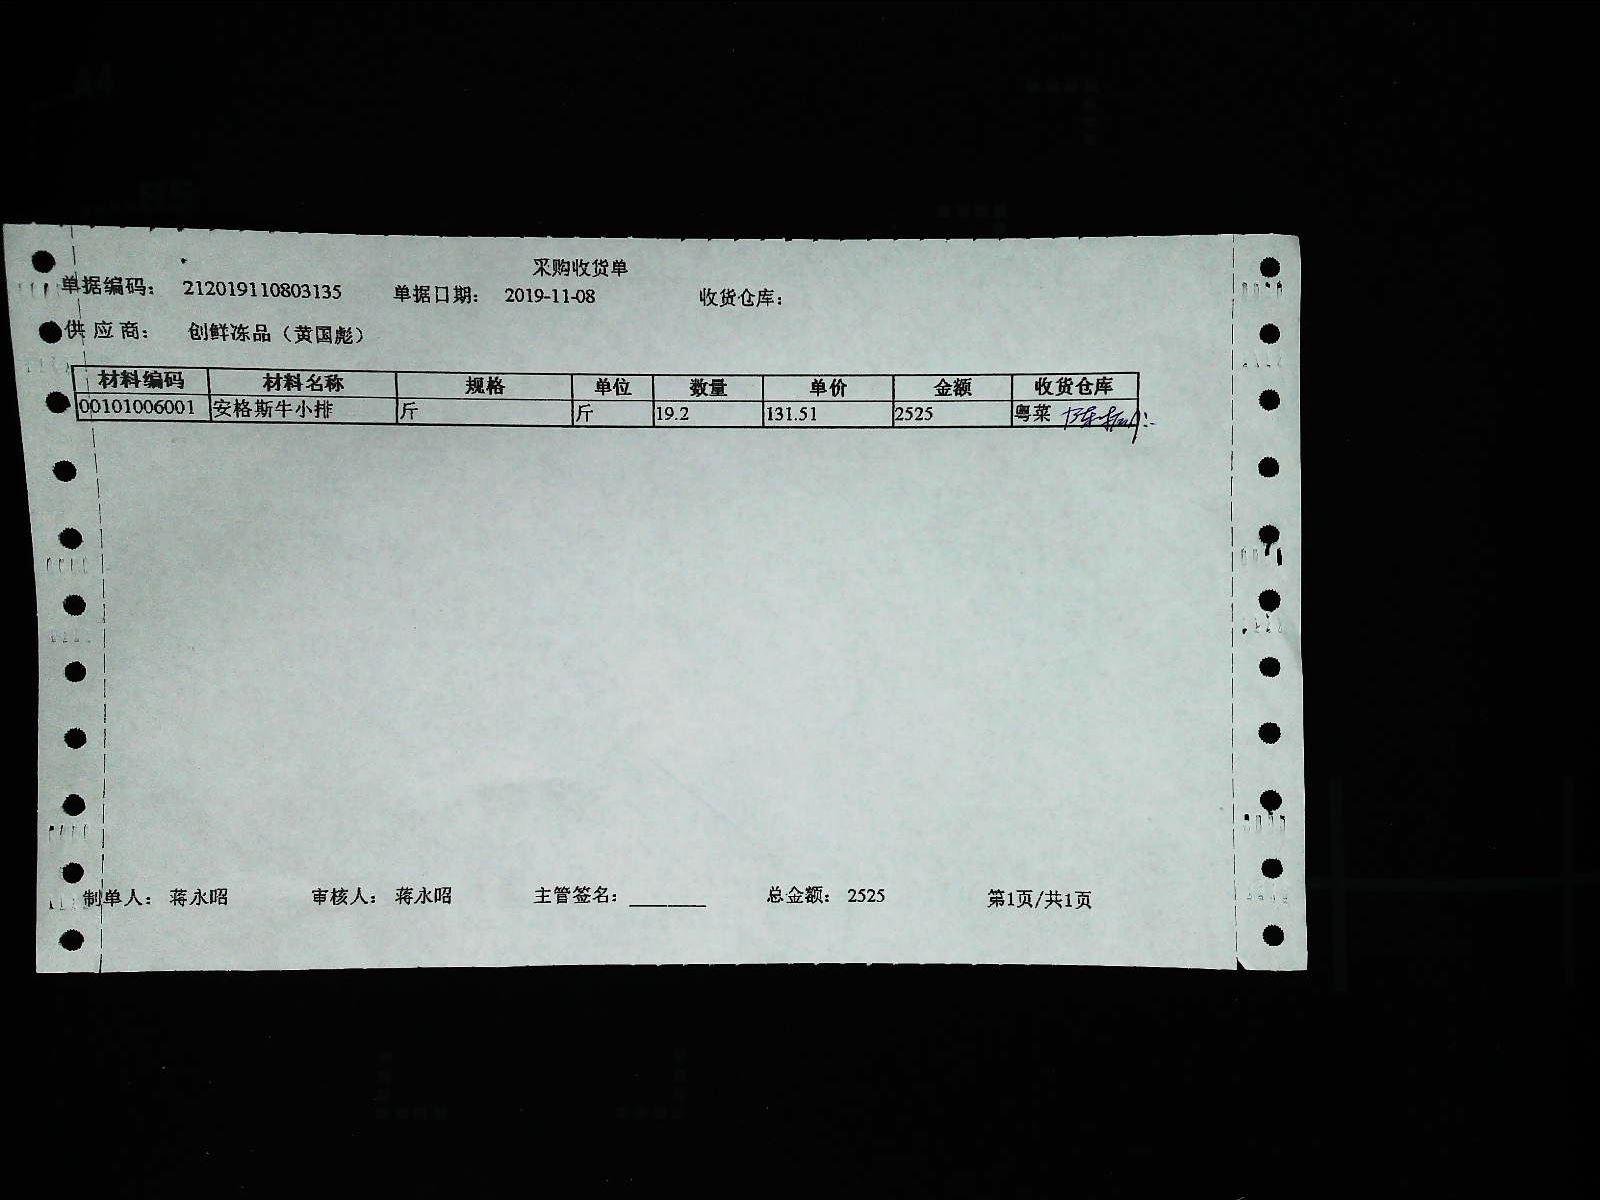 采购收货单
单据编码： 212019110803135 单据日期： 2019-11-08 收货仓库：
供应商： 创鲜冻品（黄国彪）
材料编码 材料名称 规格 单位 数量 单价 金额 收货仓库
00101006001 安格斯牛小排 斤 斤 19.2 131.51 2525 粤菜
制单人： 蒋永昭 审核人： 蒋永昭 主管签名： 总金额： 2525 第1页/共1页